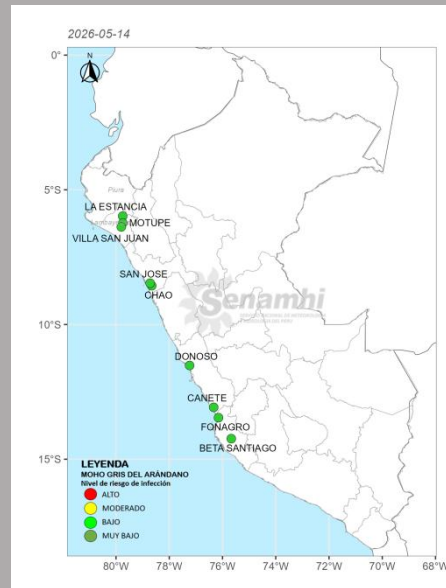 2026-05-14
N
0°
Piura
LA ESTANCIA
5°S
MOTUPE
VILLA SAN JUAN
SAN JOSE
CHAO
Senamhi
10°S
DONOSO
CANETE
FONAGRO
BETA SANTIAGO
15°S
LEYENDA
MOHO GRIS DEL ARÁNDANO
Nivel de riesgo de infección
ALTO
MODERADO
BAJO
MUY BAJO
80°W 78°W 76°W 74°W 72°W 70°W 68°W